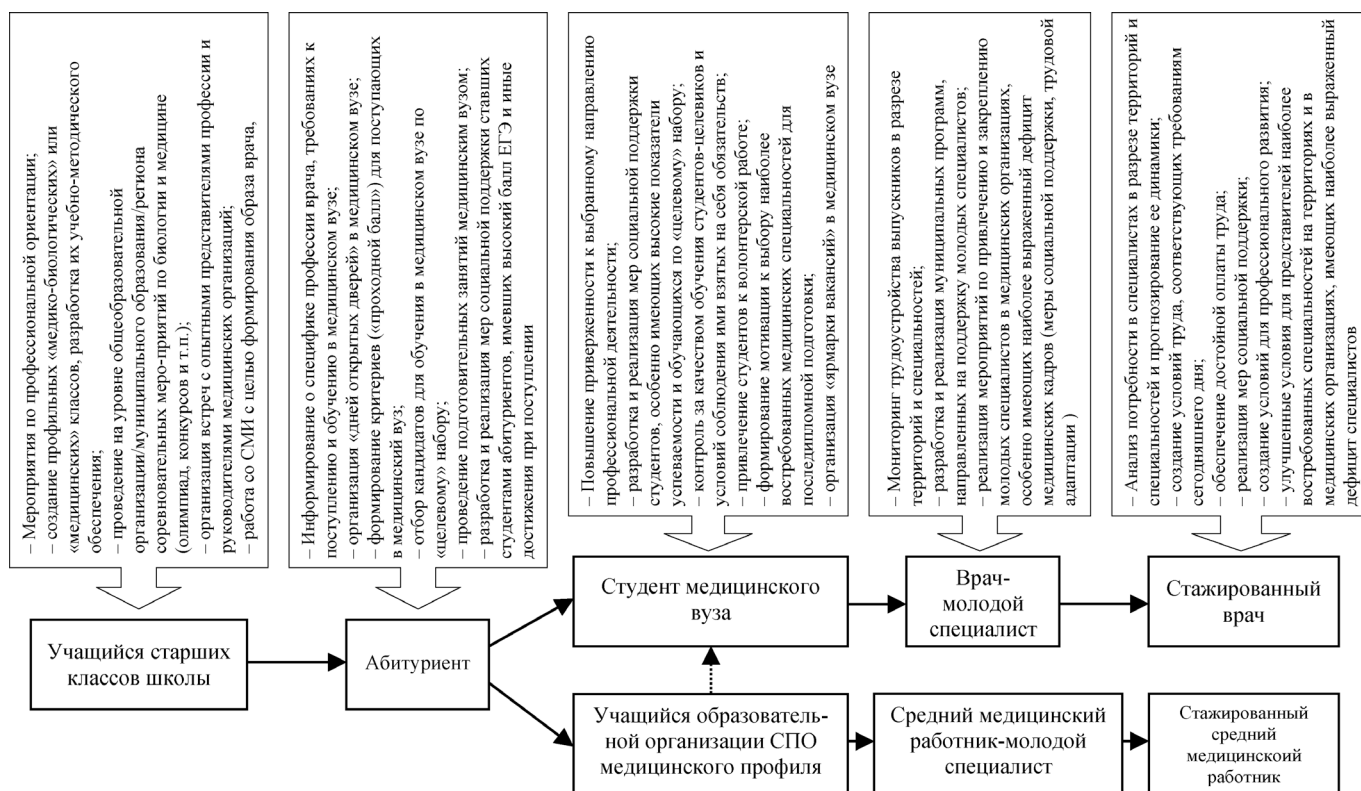 – Мероприятия по профессиональной ориентации;
– создание профильных «медико-биологических» или
«медицинских» классов, разработка их учебно-методического
обеспечения;
– проведение на уровне общеобразовательной
организации/муниципального образования/региона
соревновательных меро-приятий по биологии и медицине
(олимпиад, конкурсов и т.п.);
– организация встреч с опытными представителями профессии и
руководителями медицинских организаций;
– работа со СМИ с целью формирования образа врача,
– Информирование о специфике профессии врача, требованиях к
поступлению и обучению в медицинском вузе;
– организация «дней открытых дверей» в медицинском вузе;
– формирование критериев («проходной балл») для поступающих
в медицинский вуз;
– отбор кандидатов для обучения в медицинском вузе по
«целевому» набору;
– проведение подготовительных занятий медицинским вузом;
– разработка и реализация мер социальной поддержки ставших
студентами абитуриентов, имевших высокий балл ЕГЭ и иные
достижения при поступлении
– Повышение приверженности к выбранному направлению
профессиональной деятельности;
– разработка и реализация мер социальной поддержки
студентов, особенно имеющих высокие показатели
успеваемости и обучающихся по «целевому» набору;
– контроль за качеством обучения студентов-целевиков и
условий соблюдения ими взятых на себя обязательств;
– привлечение студентов к волонтерской работе;
– формирование мотивации к выбору наиболее
востребованных медицинских специальностей для
последипломной подготовки;
– организация «ярмарки вакансий» в медицинском вузе
– Мониторинг трудоустройства выпускников в разрезе
территорий и специальностей;
– разработка и реализация муниципальных программ,
направленных на поддержку молодых специалистов;
– реализация мероприятий по привлечению и закреплению
молодых специалистов в медицинских организациях,
особенно имеющих наиболее выраженный дефицит
медицинских кадров (меры социальной поддержки, трудовой
адаптации )
– Анализ потребности в специалистах в разрезе территорий и
специальностей и прогнозирование ее динамики;
– создание условий труда, соответствующих требованиям
сегодняшнего дня;
– обеспечение достойной оплаты труда;
– реализация мер социальной поддержки;
– создание условий для профессионального развития;
– улучшенные условия для представителей наиболее
востребованных специальностей на территориях и в
медицинских организациях, имеющих наиболее выраженный
дефицит специалистов
Учащийся старших
классов школы
Абитуриент
Студент медицинского
вуза
Врач-
молодой
специалист
Стажированный
врач
Учащийся образователь-
ной организации СПО
медицинского профиля
Средний медицинский
работник-молодой
специалист
Стажированный
средний
медицинскоий
работник